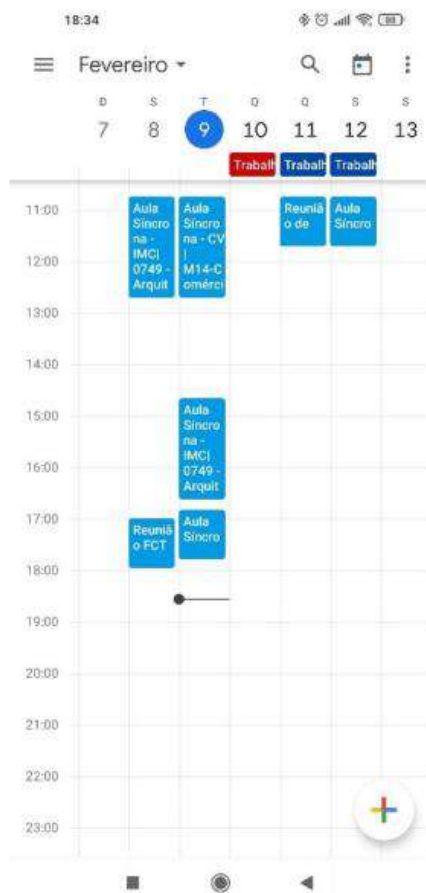 18:34
Fevereiro
D S T Q Q S S
7 8 9 10 11 12 13
Trabalh Trabalh Trabalh
11:00
Aula
Síncro
na -
IMC|
0749 -
Arquit
Aula
Síncro
na - CV
|
M14-C
omérci
Reuniã
o de
Aula
Síncro
12:00
13:00
14:00
15:00
Aula
Síncro
na -
IMC|
0749 -
Arquit
16:00
17:00
Reuniã
o FCT
Aula
Síncro
18:00
19:00
20:00
21:00
22:00
23:00